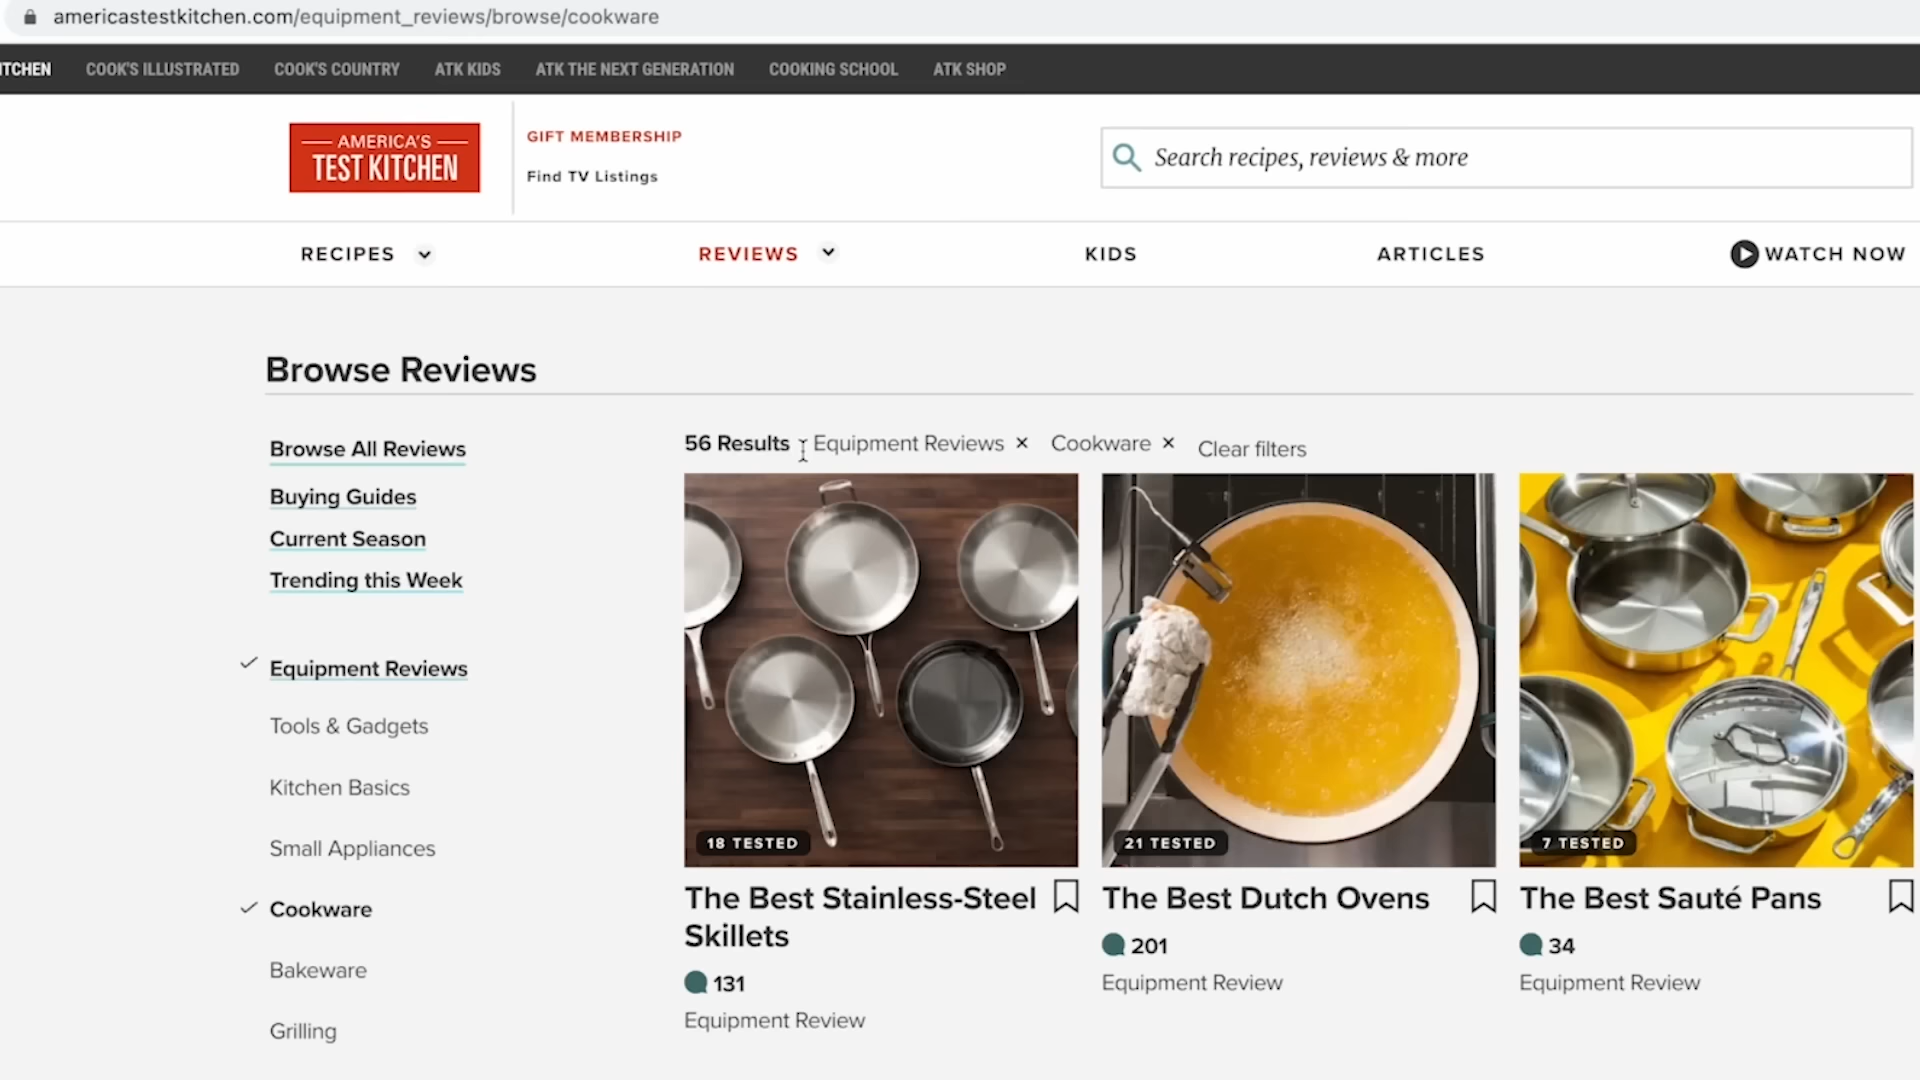 americastestkitchen.com/equipment_reviews/browse/cookware
ITCHEN COOK'S ILLUSTRATED COOK'S COUNTRY ATK KIDS ATK THE NEXT GENERATION COOKING SCHOOL ATK SHOP
AMERICA'S
TEST KITCHEN
GIFT MEMBERSHIP
Find TV Listings
Search recipes, reviews & more
RECIPES REVIEWS KIDS ARTICLES WATCH NOW
Browse Reviews
Browse All Reviews
Buying Guides
Current Season
Trending this Week
Equipment Reviews
Tools & Gadgets
Kitchen Basics
Small Appliances
Cookware
Bakeware
Grilling
56 Results Equipment Reviews × Cookware × Clear filters
18 TESTED
The Best Stainless-Steel
Skillets
131
Equipment Review
21 TESTED
The Best Dutch Ovens
201
Equipment Review
7 TESTED
The Best Sauté Pans
34
Equipment Review